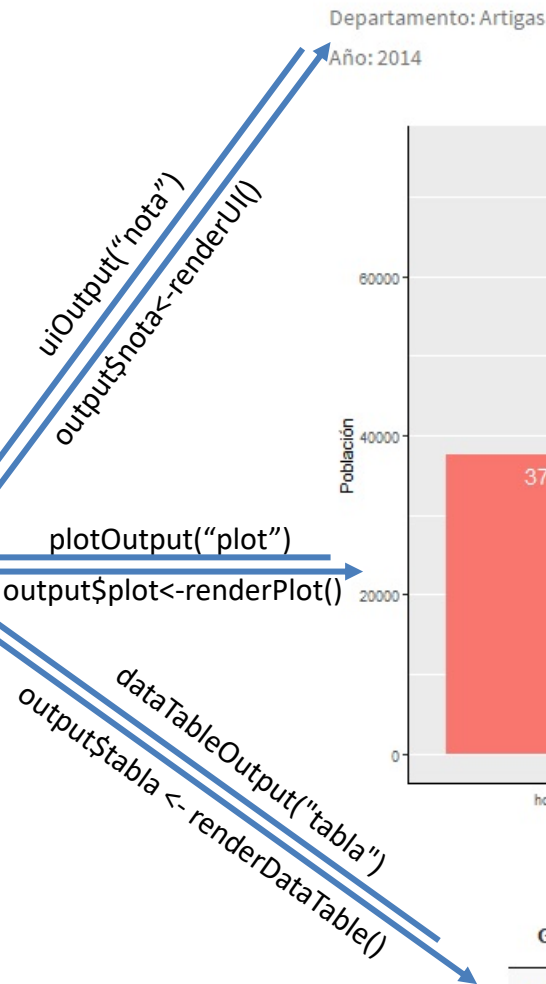 Departamento: Artigas
Año: 2014
uiOutput(“nota”)
output$nota<-renderUI()
60000
Población
40000
37
plotOutput(“plot”)
output$plot<-renderPlot()
20000
dataTableOutput("tabla")
output$tabla <- renderDataTable()
0
ho
G